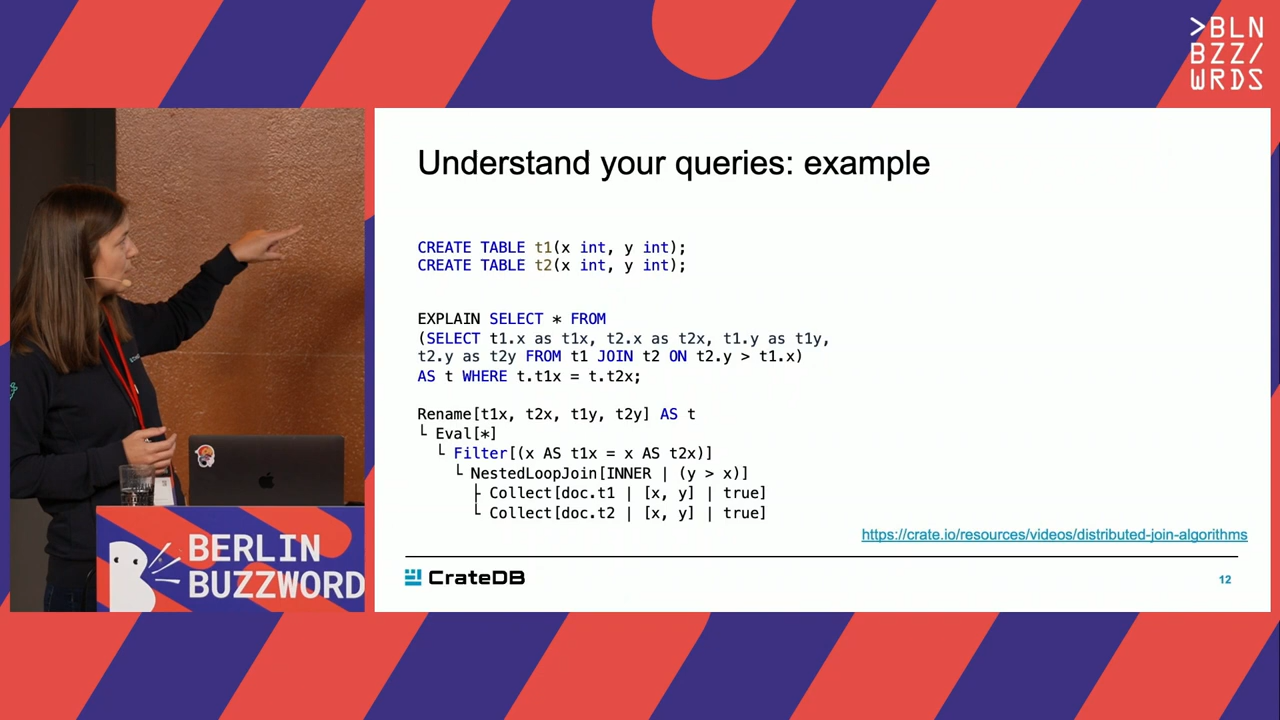 >BLN
BZZ/
WRDS
Understand your queries: example
CREATE TABLE t1(x int, y int);
CREATE TABLE t2(x int, y int);
EXPLAIN SELECT * FROM
(SELECT t1.x as t1x, t2.x as t2x, t1.y as t1y,
t2.y as t2y FROM t1 JOIN t2 ON t2.y > t1.x)
AS t WHERE t.t1x = t.t2x;
Rename[t1x, t2x, t1y, t2y] AS t
└ Eval[*]
└ Filter[(x AS t1x = x AS t2x)]
└ NestedLoopJoin[INNER | (y > x)]
├ Collect[doc.t1 | [x, y] | true]
└ Collect[doc.t2 | [x, y] | true]
https://crate.io/resources/videos/distributed-join-algorithms
CrateDB
12
BERLIN
BUZZWORD